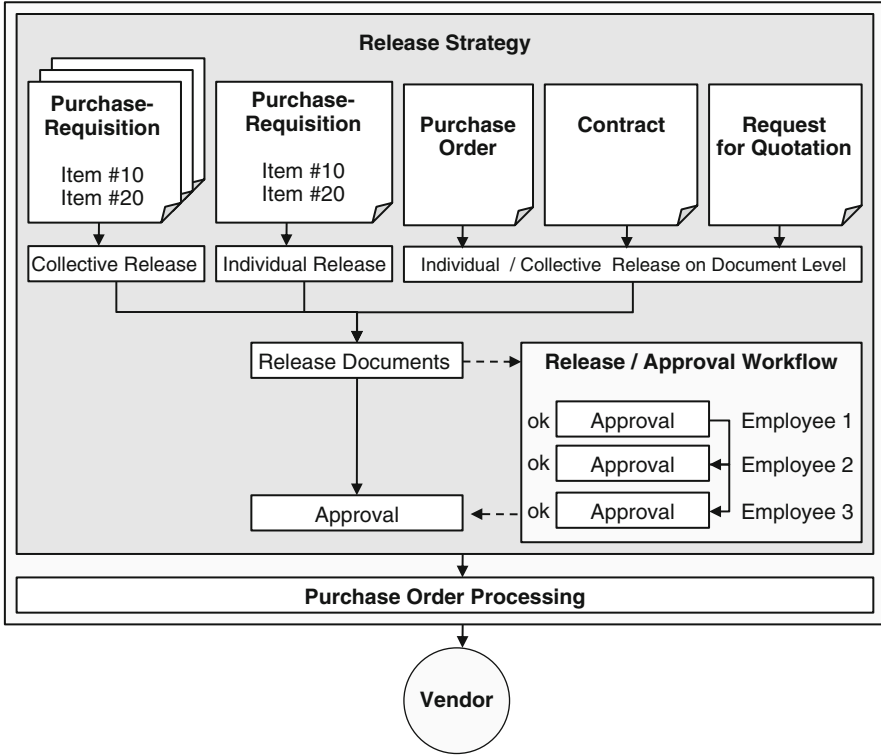 Release Strategy
Purchase-
Requisition
Item #10
Item #20
Purchase-
Requisition
Item #10
Item #20
Purchase
Order
Contract
Request
for Quotation
Collective Release
Individual Release
Individual / Collective Release on Document Level
Release Documents
Release / Approval Workflow
ok Approval Employee 1
ok Approval Employee 2
ok Approval Employee 3
Approval
Purchase Order Processing
Vendor